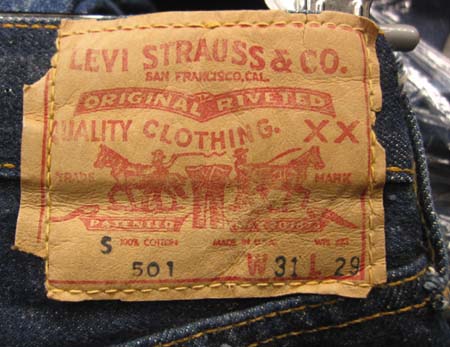 LEVI STRAUSS & CO.
SAN FRANCISCO, CAL.
ORIGINAL RIVETED
QUALITY CLOTHING. XX
TRADE MARK
PATENTED
S 100% COTTON MADE IN U.S.A.
501 W 31 L 29